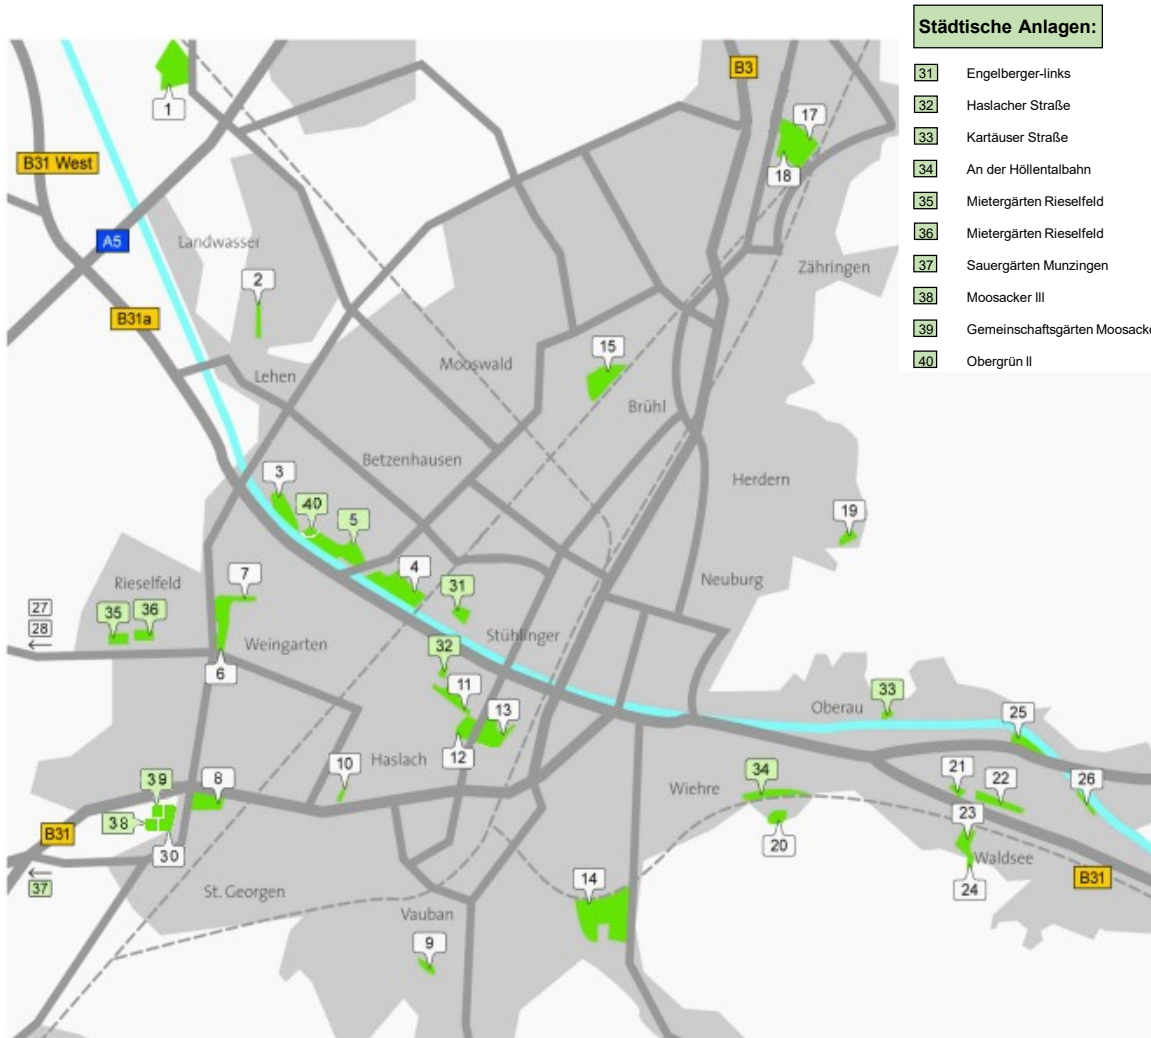 Städtische Anlagen:
31 Engelberger-links
32 Haslacher Straße
33 Kartäuser Straße
34 An der Höllentalbahn
35 Mietergärten Rieselfeld
36 Mietergärten Rieselfeld
37 Sauergärten Munzingen
38 Moosacker III
39 Gemeinschaftsgärten Moosacke
40 Obergrün II
B3
1
17
B31 West
18
A5
Landwasser
Zähringen
2
B31a
15
Mooswald
Lehen
Brühl
Betzenhausen
3
Herdern
40
5
19
7
4
Neuburg
Rieselfeld
31
27
35
36
28
Stühlinger
Weingarten
32
6
11
33
Oberau
13
25
12
Haslach
10
39
8
34
21
22
26
Wiehre
23
38
B31
20
30
Waldsee
14
B31
37
St. Georgen
24
Vauban
9